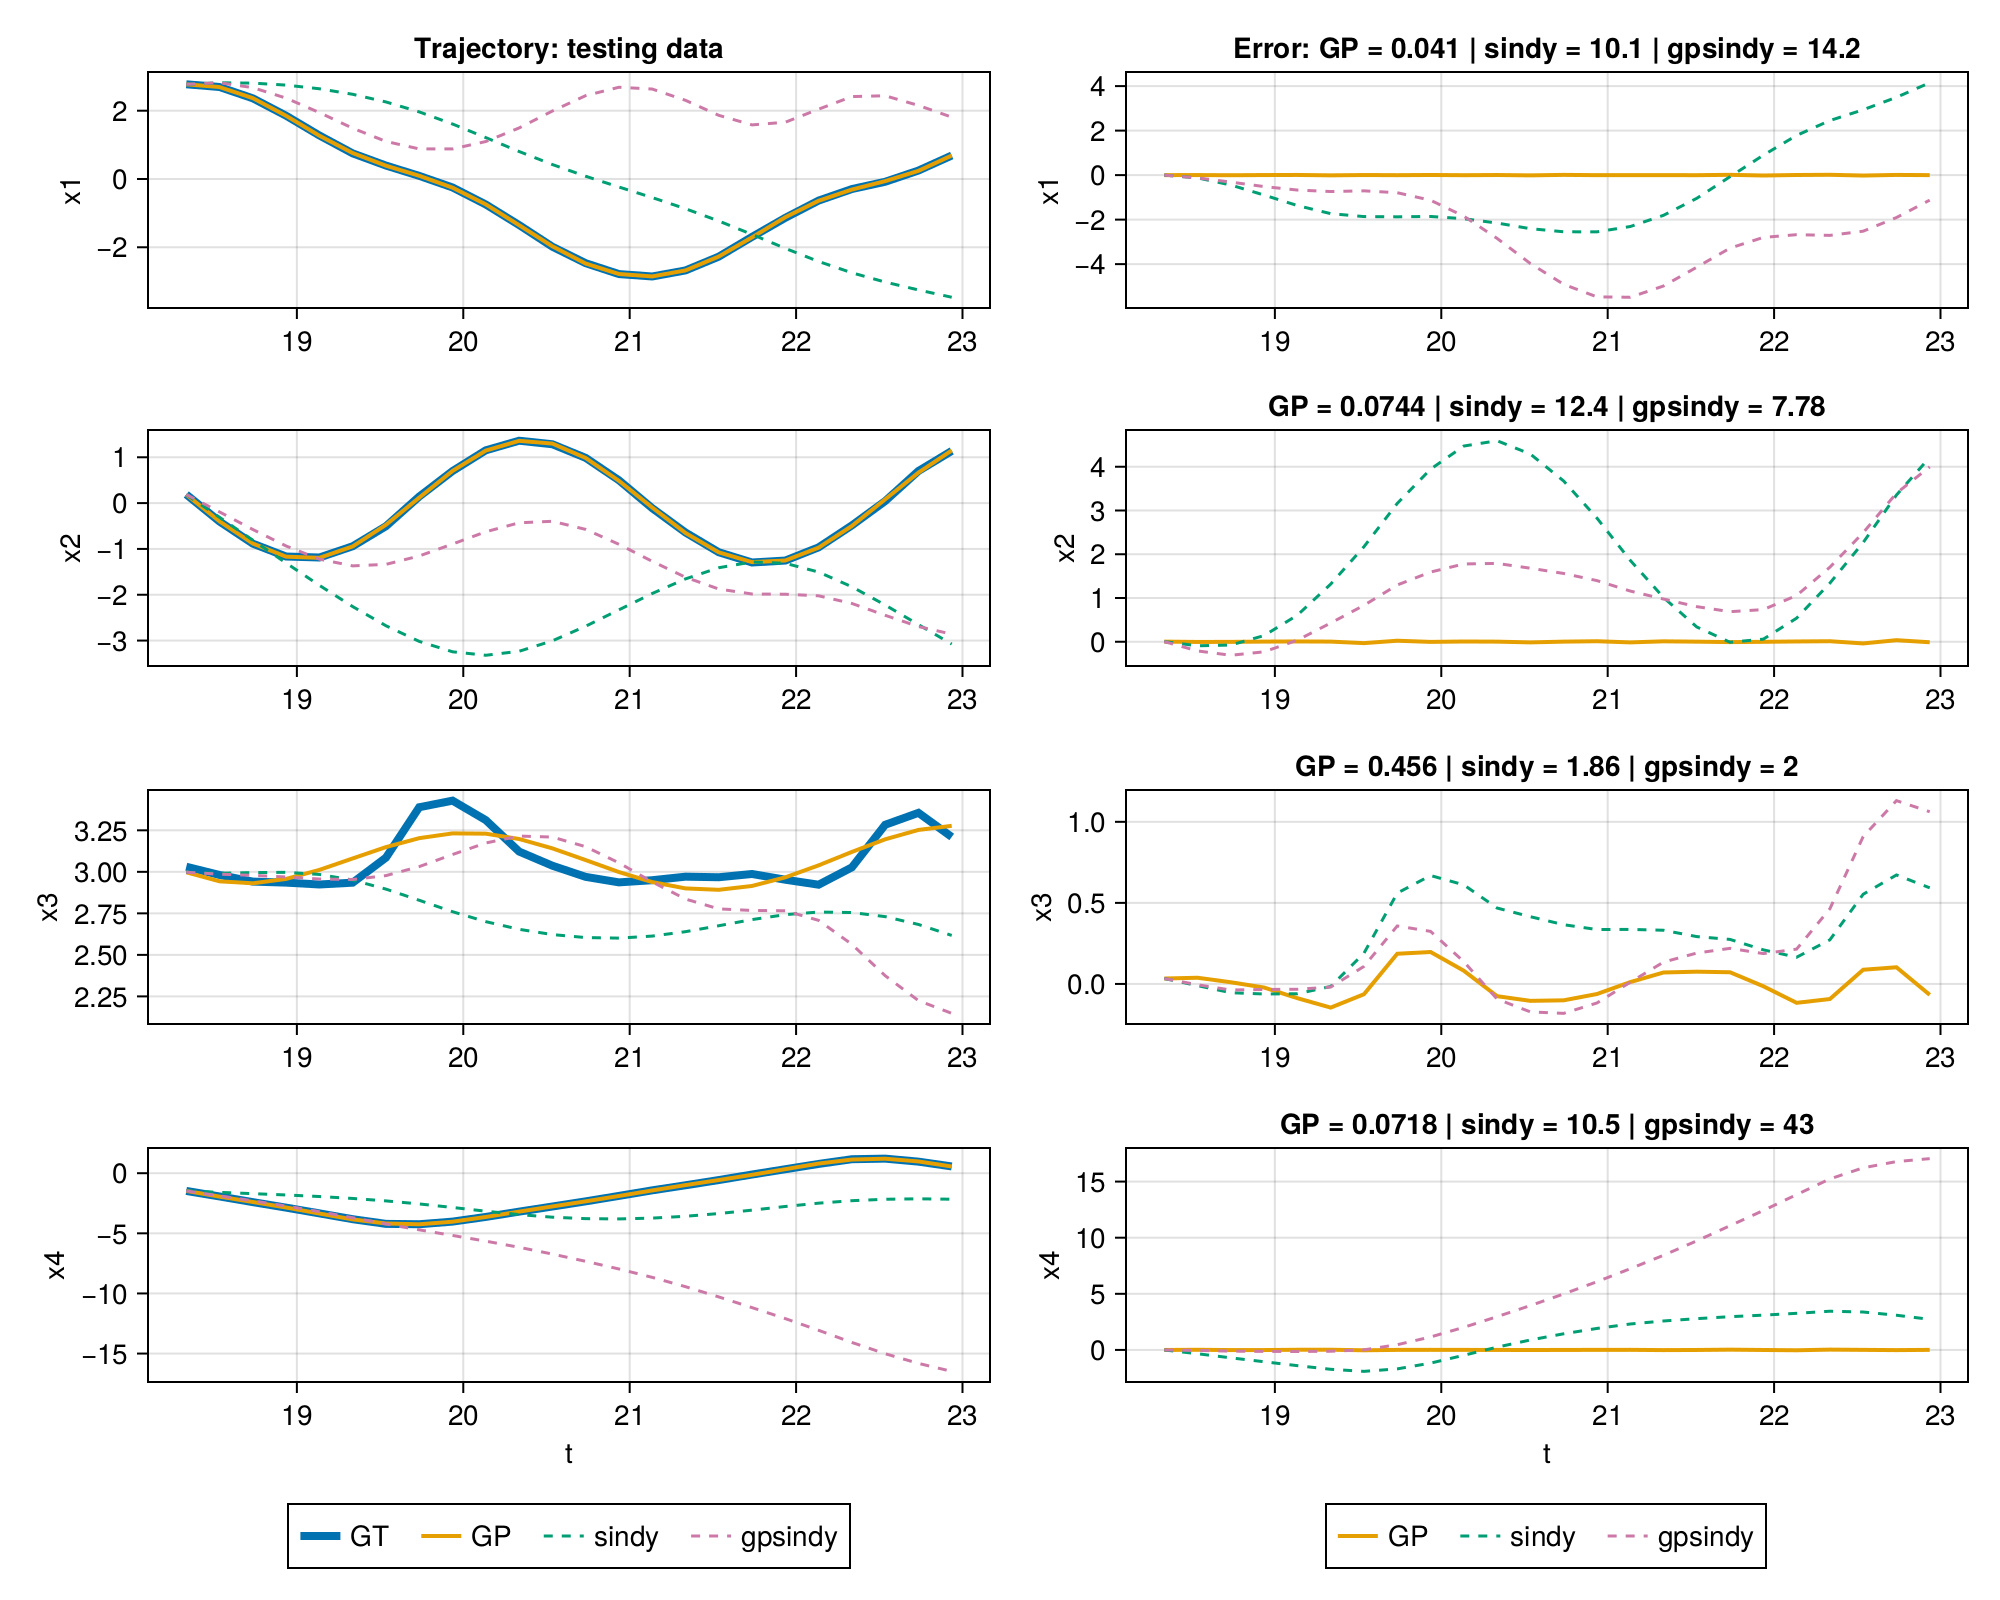 Trajectory: testing data
x1
2
0
−2
19 20 21 22 23
Error: GP = 0.041 | sindy = 10.1 | gpsindy = 14.2
x1
4
2
0
−2
−4
19 20 21 22 23
x2
1
0
−1
−2
−3
19 20 21 22 23
GP = 0.0744 | sindy = 12.4 | gpsindy = 7.78
x2
4
3
2
1
0
19 20 21 22 23
x3
3.25
3.00
2.75
2.50
2.25
19 20 21 22 23
GP = 0.456 | sindy = 1.86 | gpsindy = 2
x3
1.0
0.5
0.0
19 20 21 22 23
x4
0
−5
−10
−15
19 20 21 22 23
t
GP = 0.0718 | sindy = 10.5 | gpsindy = 43
x4
15
10
5
0
19 20 21 22 23
t
GT GP sindy gpsindy
GP sindy gpsindy